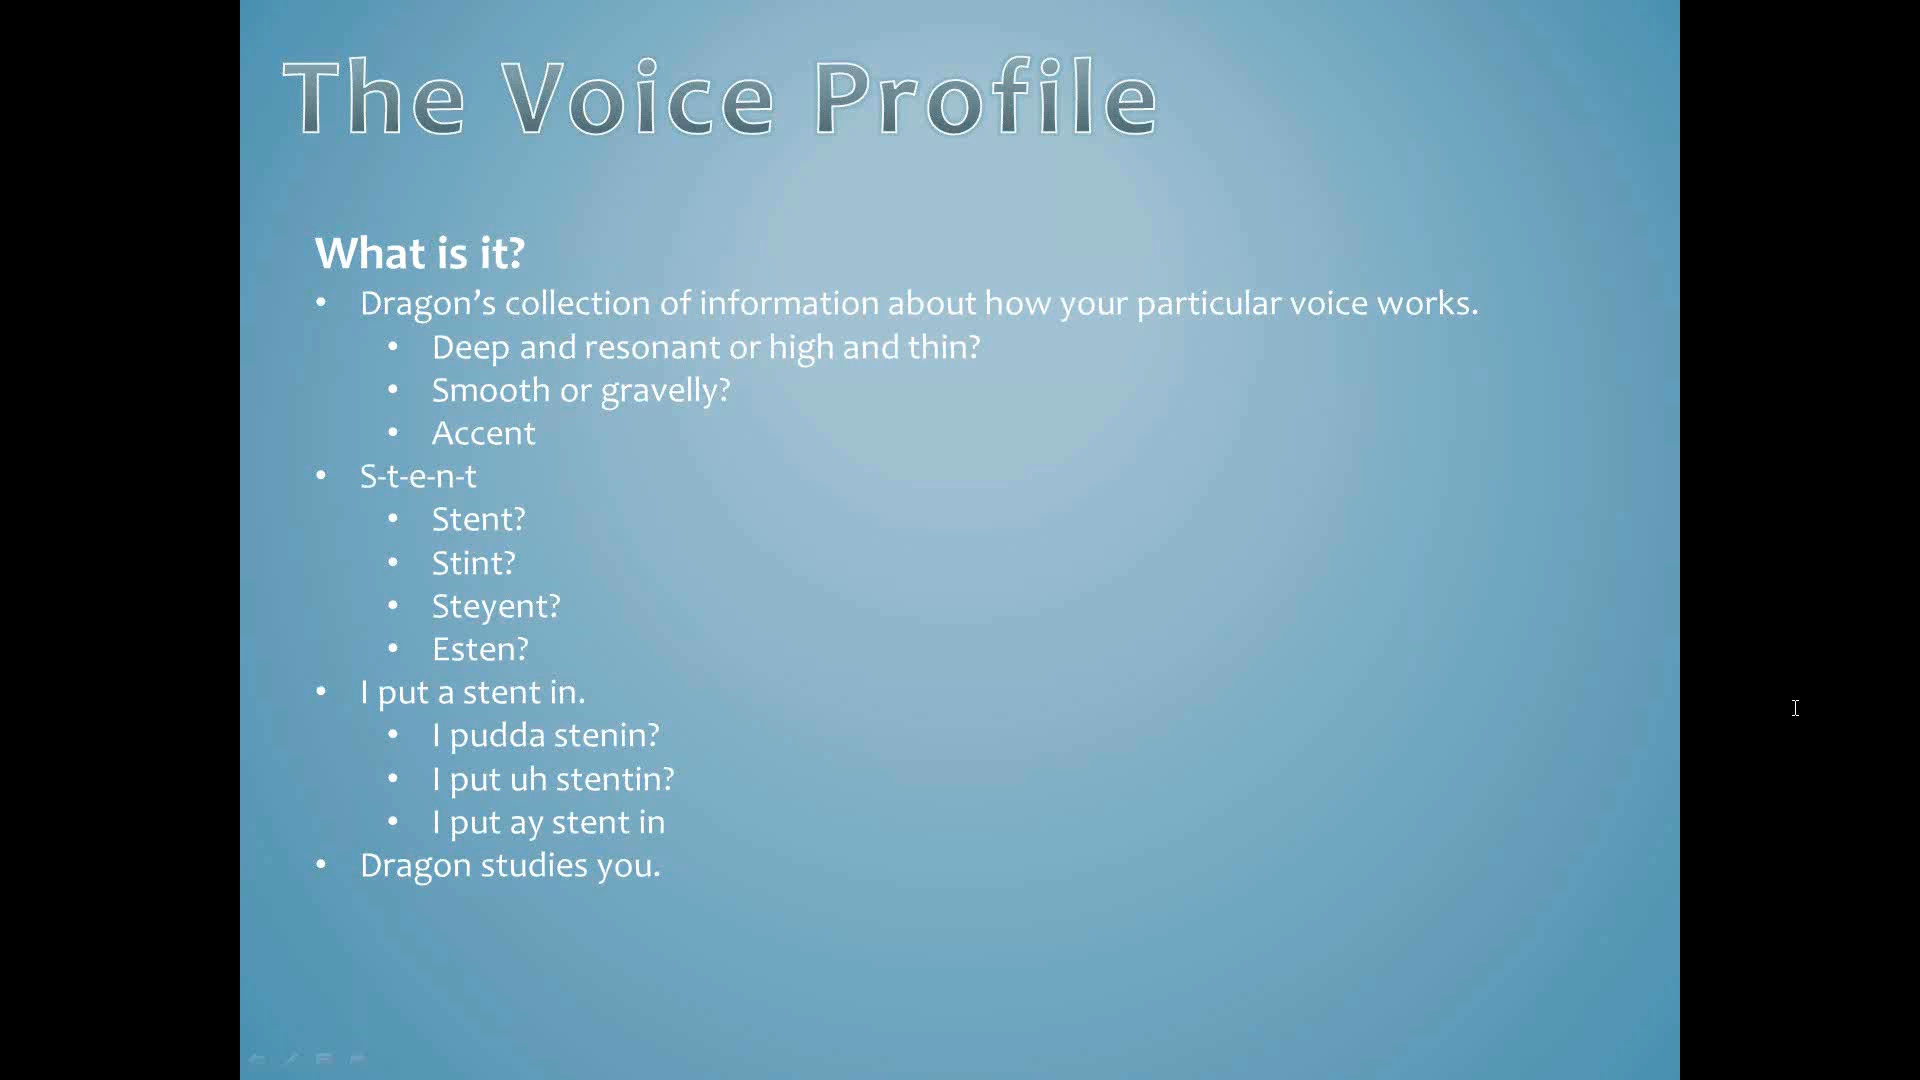 The Voice Profile
What is it?
• Dragon's collection of information about how your particular voice works.
• Deep and resonant or high and thin?
• Smooth or gravelly?
• Accent
• S-t-e-n-t
• Stent?
• Stint?
• Steyent?
• Esten?
• I put a stent in.
• I pudda stenin?
• I put uh stentin?
• I put ay stent in
• Dragon studies you.